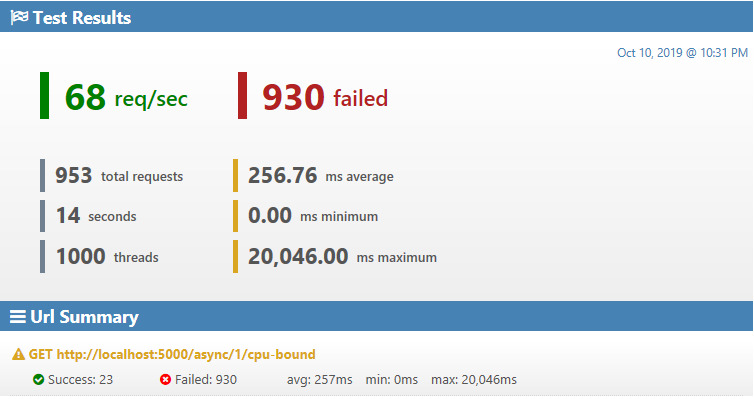 Test Results
Oct 10, 2019 @ 10:31 PM
68 req/sec 930 failed
953 total requests 256.76 ms average
14 seconds 0.00 ms minimum
1000 threads 20,046.00 ms maximum
Url Summary
GET http://localhost:5000/async/1/cpu-bound
Success: 23 Failed: 930 avg: 257ms min: 0ms max: 20,046ms